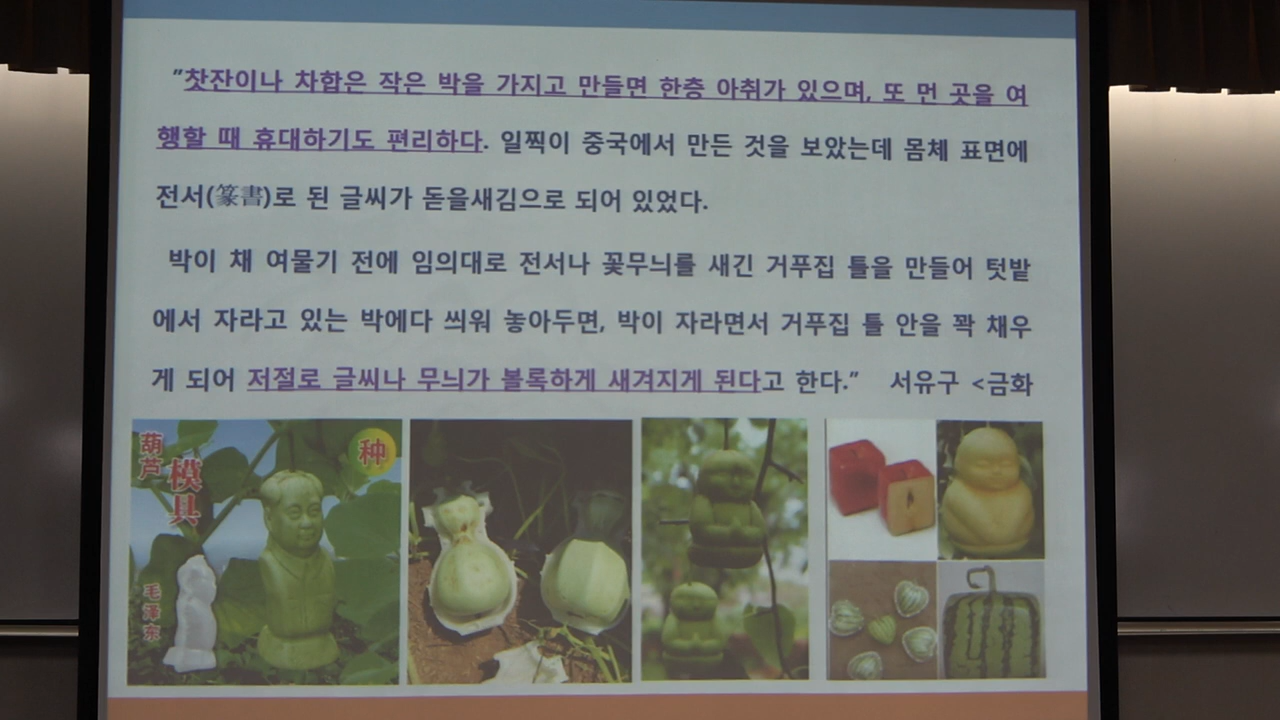 "찻잔이나 차합은 작은 박을 가지고 만들면 한층 아취가 있으며, 또 먼 곳을 여
행할 때 휴대하기도 편리하다. 일찍이 중국에서 만든 것을 보았는데 몸체 표면에
전서(篆書)로 된 글씨가 돋을새김으로 되어 있었다.
박이 채 여물기 전에 임의대로 전서나 꽃무늬를 새긴 거푸집 틀을 만들어 텃밭
에서 자라고 있는 박에다 씌워 놓아두면, 박이 자라면서 거푸집 틀 안을 꽉 채우
게 되어 저절로 글씨나 무늬가 볼록하게 새겨지게 된다고 한다." 서유구 <금화
葫芦
模具
种
毛泽东